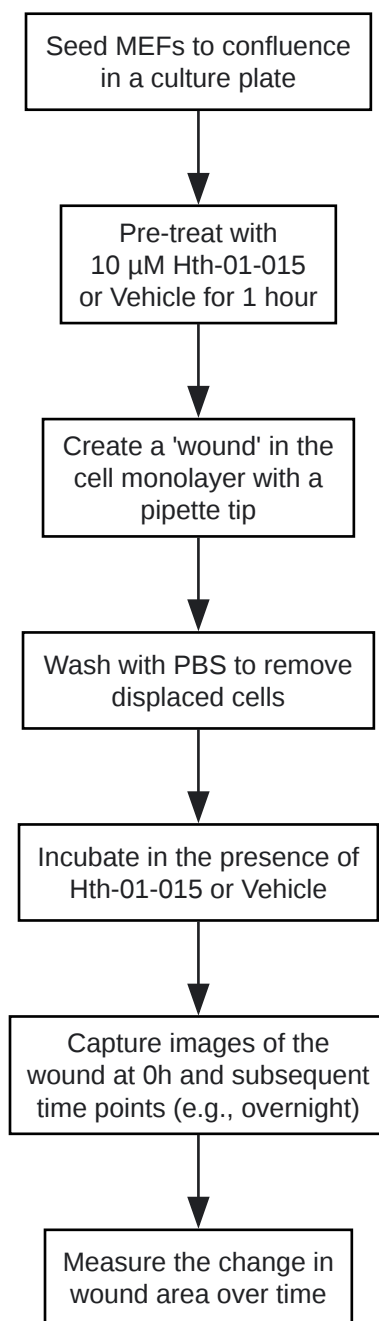 Seed MEFs to confluence
in a culture plate
Pre-treat with
10 µM Hth-01-015
or Vehicle for 1 hour
Create a 'wound' in the
cell monolayer with a
pipette tip
Wash with PBS to remove
displaced cells
Incubate in the presence of
Hth-01-015 or Vehicle
Capture images of the
wound at 0h and subsequent
time points (e.g., overnight)
Measure the change in
wound area over time